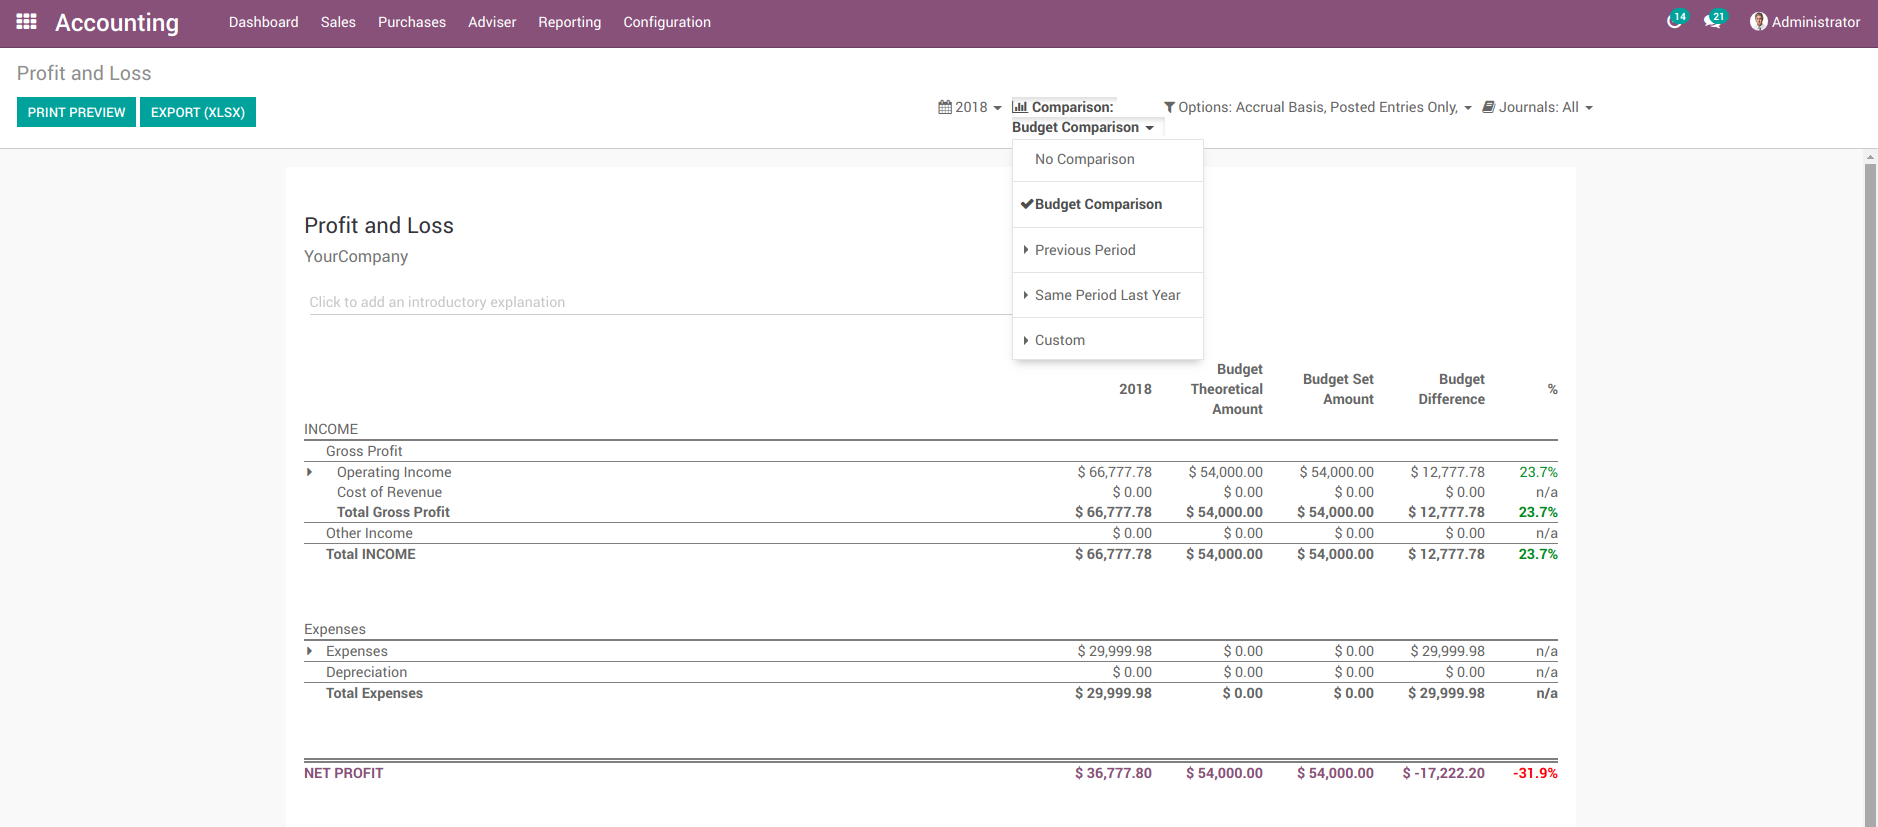 Accounting
Dashboard Sales Purchases Adviser Reporting Configuration
14 21 Administrator
Profit and Loss
PRINT PREVIEW EXPORT (XLSX)
2018 Comparison: Options: Accrual Basis, Posted Entries Only, Journals: All
Budget Comparison
No Comparison
Budget Comparison
Previous Period
Same Period Last Year
Custom
Profit and Loss
YourCompany
Click to add an introductory explanation
2018 Budget Theoretical Amount Budget Set Amount Budget Difference %
INCOME
Gross Profit
Operating Income $ 66,777.78 $ 54,000.00 $ 54,000.00 $ 12,777.78 23.7%
Cost of Revenue $ 0.00 $ 0.00 $ 0.00 $ 0.00 n/a
Total Gross Profit $ 66,777.78 $ 54,000.00 $ 54,000.00 $ 12,777.78 23.7%
Other Income $ 0.00 $ 0.00 $ 0.00 $ 0.00 n/a
Total INCOME $ 66,777.78 $ 54,000.00 $ 54,000.00 $ 12,777.78 23.7%
Expenses
Expenses $ 29,999.98 $ 0.00 $ 0.00 $ 29,999.98 n/a
Depreciation $ 0.00 $ 0.00 $ 0.00 $ 0.00 n/a
Total Expenses $ 29,999.98 $ 0.00 $ 0.00 $ 29,999.98 n/a
NET PROFIT $ 36,777.80 $ 54,000.00 $ 54,000.00 $ -17,222.20 -31.9%